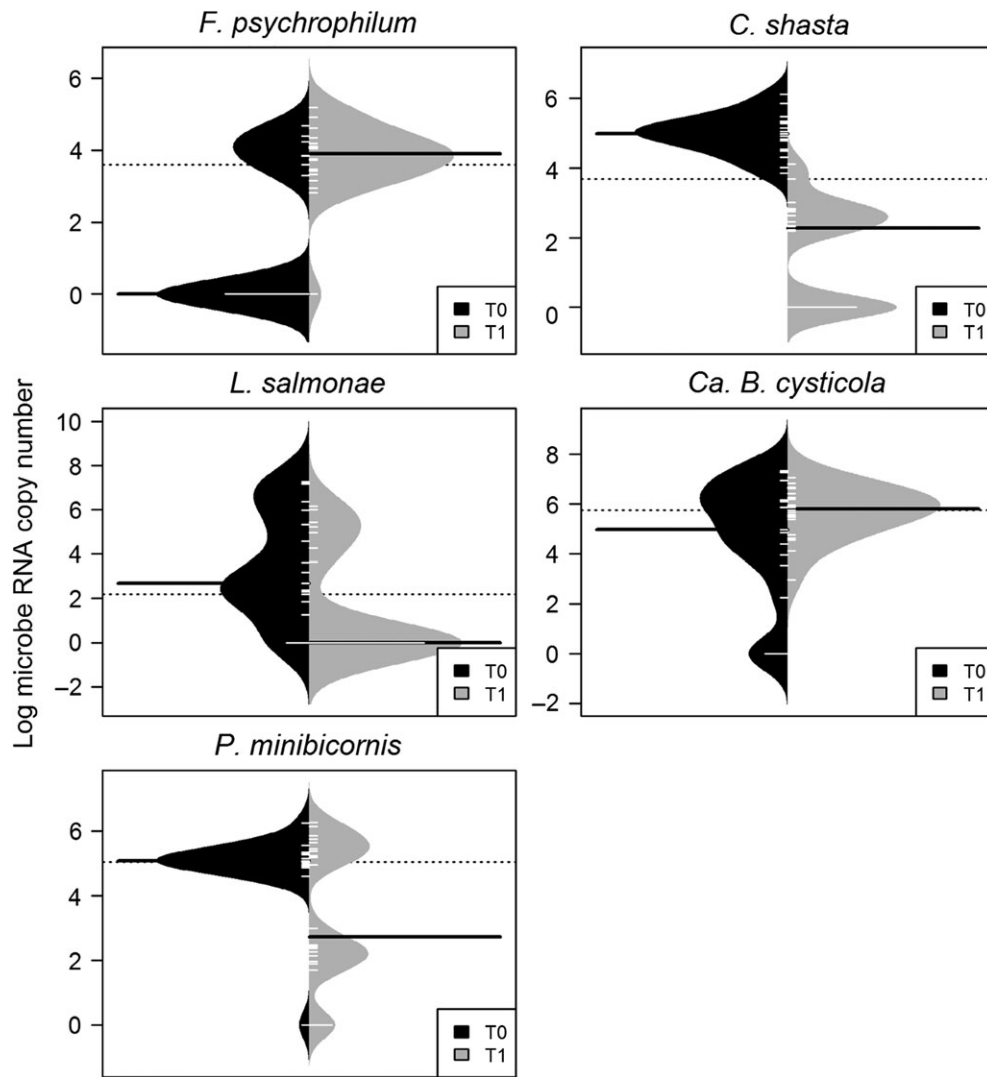 F. psychrophilum
C. shasta
6
4
2
0
T0
T1
6
4
2
0
T0
T1
L. salmonae
Ca. B. cysticola
Log microbe RNA copy number
10
8
6
4
2
0
−2
T0
T1
8
6
4
2
0
−2
T0
T1
P. minibicornis
6
4
2
0
T0
T1